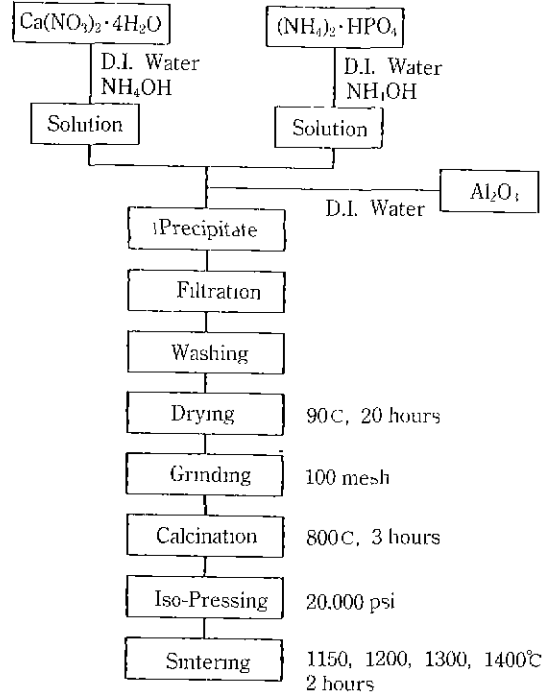 Ca(NO₃)₂·4H₂O
(NH₄)₂·HPO₄
D.I. Water
NH₄OH
D.I. Water
NH₄OH
Solution
Solution
Al₂O₃
D.I. Water
Precipitate
Filtration
Washing
Drying
90C, 20 hours
Grinding
100 mesh
Calcination
800C, 3 hours
Iso-Pressing
20.000 psi
Sintering
1150, 1200, 1300, 1400℃
2 hours